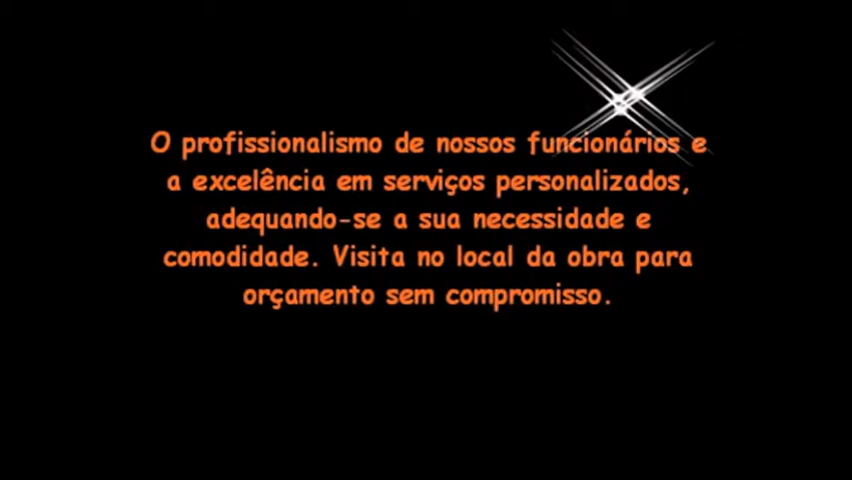 O profissionalismo de nossos funcionários e
a excelência em serviços personalizados,
adequando-se a sua necessidade e
comodidade. Visita no local da obra para
orçamento sem compromisso.